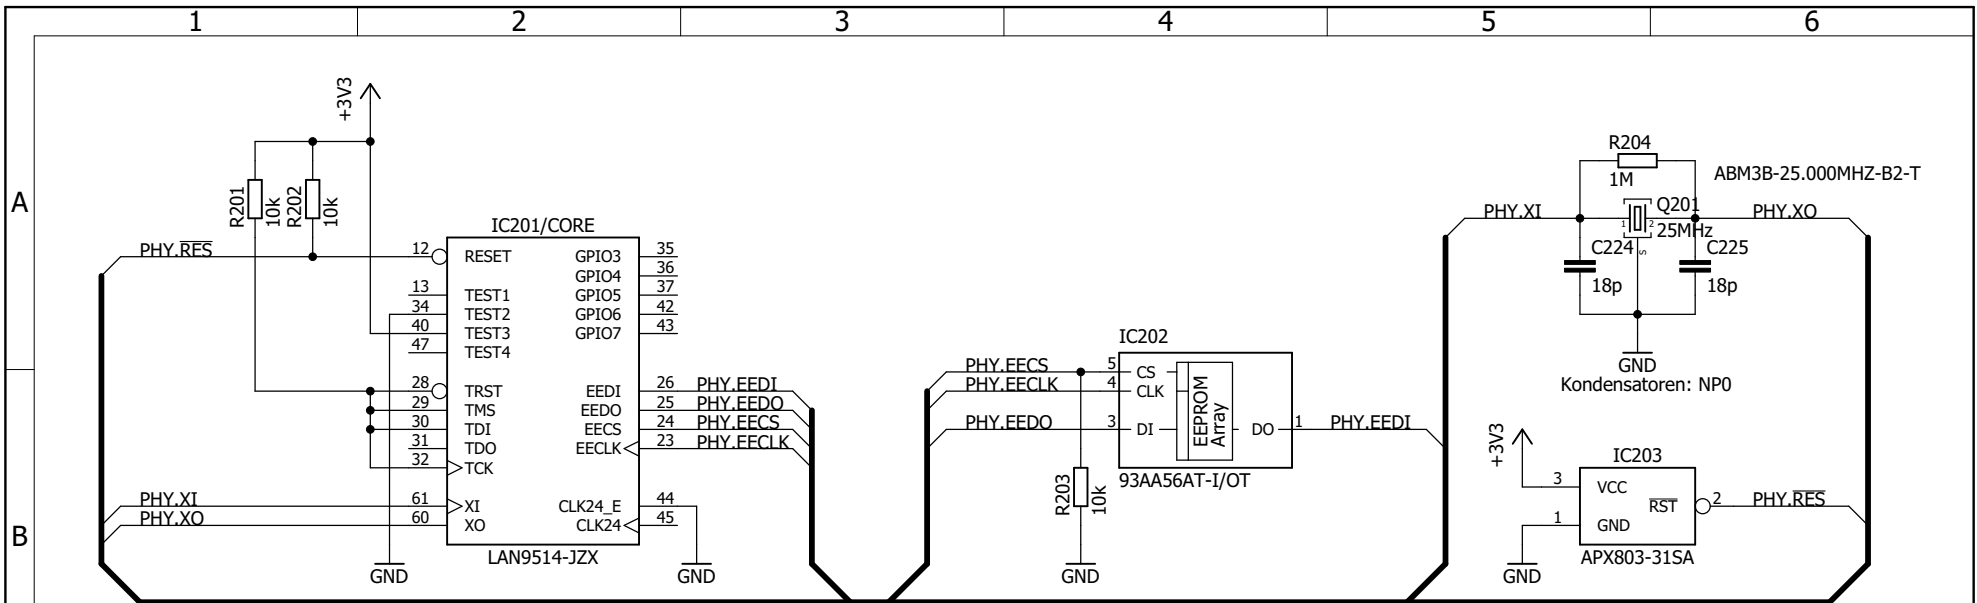 1 2 3 4 5 6
A
B
+3V3
R201
10k
R202
10k
PHY.RES
IC201/CORE
12 RESET GPIO3 35
GPIO4 36
13 TEST1 GPIO5 37
34 TEST2 GPIO6 42
40 TEST3 GPIO7 43
47 TEST4
28 TRST EEDI 26 PHY.EEDI
29 TMS EEDO 25 PHY.EEDO
30 TDI EECS 24 PHY.EECS
31 TDO EECLK 23 PHY.EECLK
32 TCK
PHY.XI 61 XI CLK24_E 44
PHY.XO 60 XO CLK24 45
LAN9514-JZX
GND
GND
IC202
PHY.EECS 5 CS
PHY.EECLK 4 CLK
PHY.EEDO 3 DI
EEPROM
Array
DO 1 PHY.EEDI
93AA56AT-I/OT
R203
10k
GND
R204
1M
ABM3B-25.000MHZ-B2-T
PHY.XI
1 2
Q201
25MHz
S
PHY.XO
C224
18p
C225
18p
GND
Kondensatoren: NP0
+3V3
IC203
3 VCC
RST 2 PHY.RES
1 GND
APX803-31SA
GND